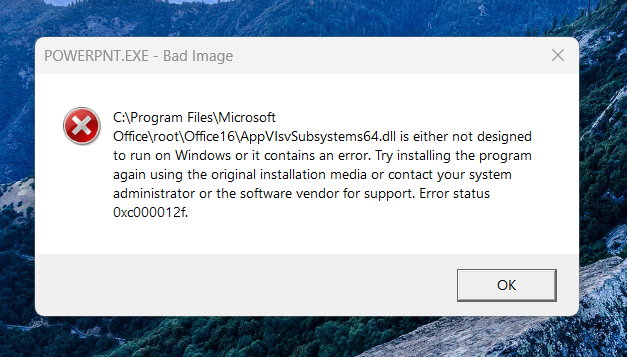 POWERPNT.EXE - Bad Image
C:\Program Files\Microsoft
Office\root\Office16\AppVIsvSubsystems64.dll is either not designed
to run on Windows or it contains an error. Try installing the program
again using the original installation media or contact your system
administrator or the software vendor for support. Error status
0xc000012f.
OK